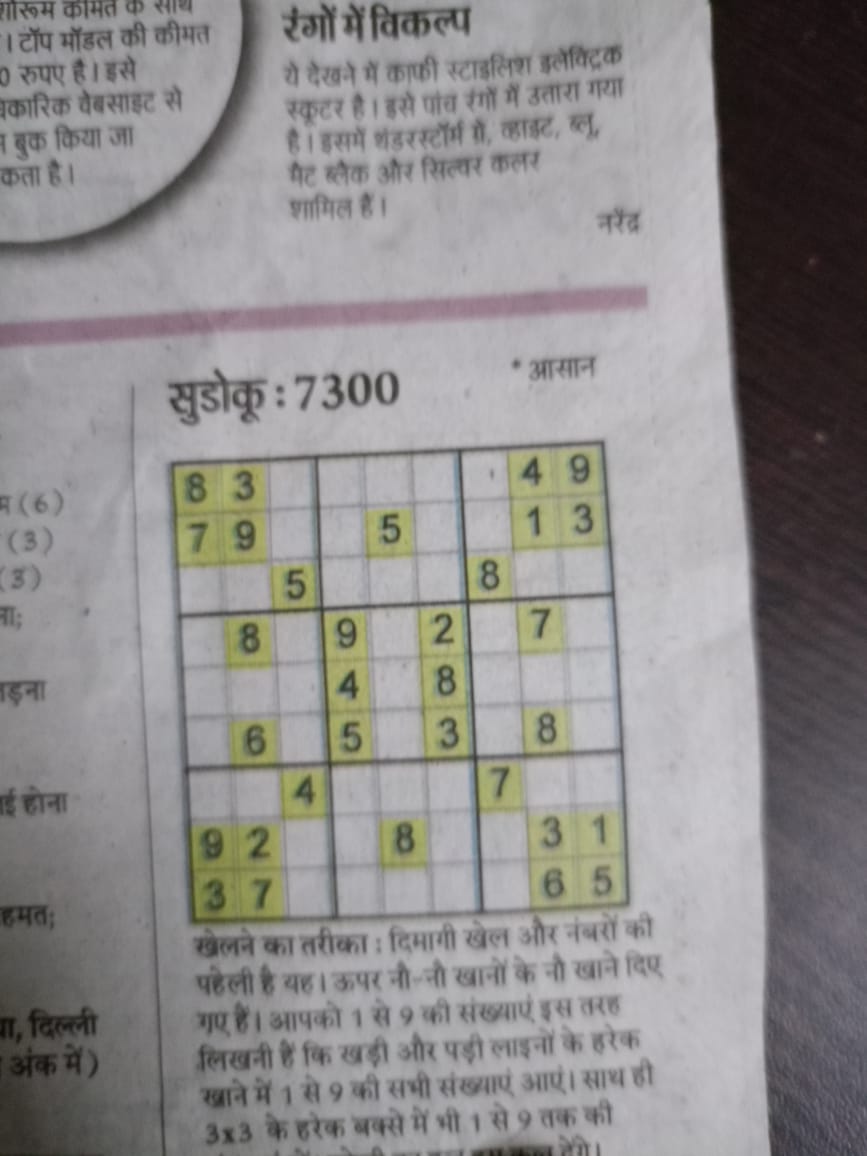 शोरूम कीमत के साथ
। टॉप मॉडल की कीमत
0 रुपए है। इसे
वेबसाइट से
बुक किया जा
कता है।
रंगों में विकल्प
ये देखने में काफी स्टाइलिश इलेक्ट्रिक
स्कूटर है। इसे पांच रंगों में उतारा गया
है। इसमें थंडरस्टॉर्म ग्रे, व्हाइट, ब्लू,
मैट ब्लैक और सिल्वर कलर
शामिल हैं।
नरेंद्र
(6)
(3)
(3)
ड़ना
ई होना
हमत;
दिल्ली
अंक में)
सुडोकू : 7300
* आसान
8 3 4 9
7 9 5 1 3
5 8
8 9 2 7
4 8
6 5 3 8
4 7
9 2 8 3 1
3 7 6 5
खेलने का तरीका : दिमागी खेल और नंबरों की
पहेली है यह। ऊपर नौ-नौ खानों के नौ खाने दिए
गए हैं। आपको 1 से 9 की संख्याएं इस तरह
लिखनी हैं कि खड़ी और पड़ी लाइनों के हरेक
खाने में 1 से 9 की सभी संख्याएं आएं। साथ ही
3x3 के हरेक बक्से में भी 1 से 9 तक की